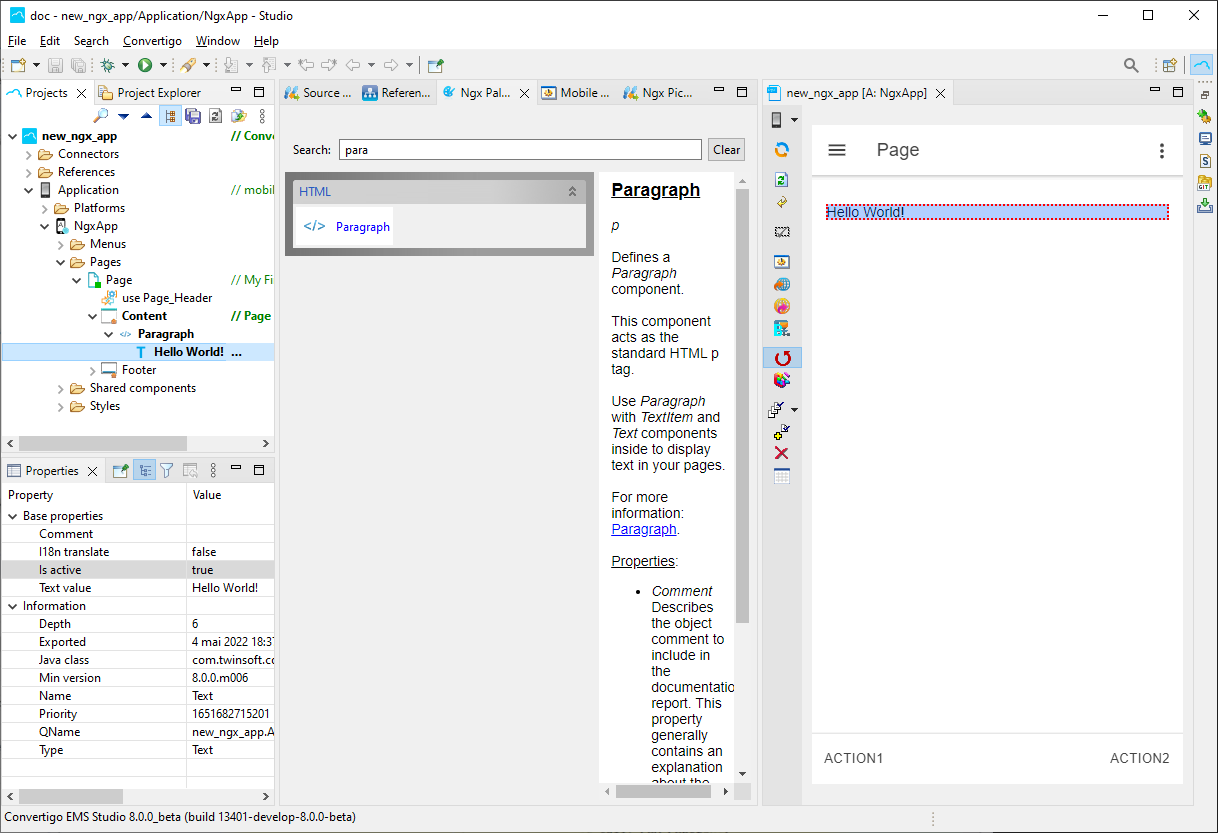 doc - new_ngx_app/Application/NgxApp - Studio
File Edit Search Convertigo Window Help
Projects
Project Explorer
new_ngx_app // Conv
Connectors
References
Application // mobil
Platforms
NgxApp
Menus
Pages
Page // My Fi
use Page_Header
Content // Page
Paragraph
Hello World! ...
Footer
Shared components
Styles
Properties
Property Value
Base properties
Comment
I18n translate false
Is active true
Text value Hello World!
Information
Depth 6
Exported 4 mai 2022 18:37
Java class com.twinsoft.co
Min version 8.0.0.m006
Name Text
Priority 1651682715201
QName new_ngx_app.A
Type Text
Source ...
Referen...
Ngx Pal...
Mobile ...
Ngx Pic...
Search: para Clear
HTML
</> Paragraph
Paragraph
p
Defines a
Paragraph
component.
This component
acts as the
standard HTML p
tag.
Use Paragraph
with TextItem and
Text components
inside to display
text in your pages.
For more
information:
Paragraph.
Properties:
• Comment
Describes
the object
comment to
include in
the
documentatio
report. This
property
generally
contains an
explanation
about the
new_ngx_app [A: NgxApp]
Page
Hello World!
ACTION1 ACTION2
Convertigo EMS Studio 8.0.0_beta (build 13401-develop-8.0.0-beta)